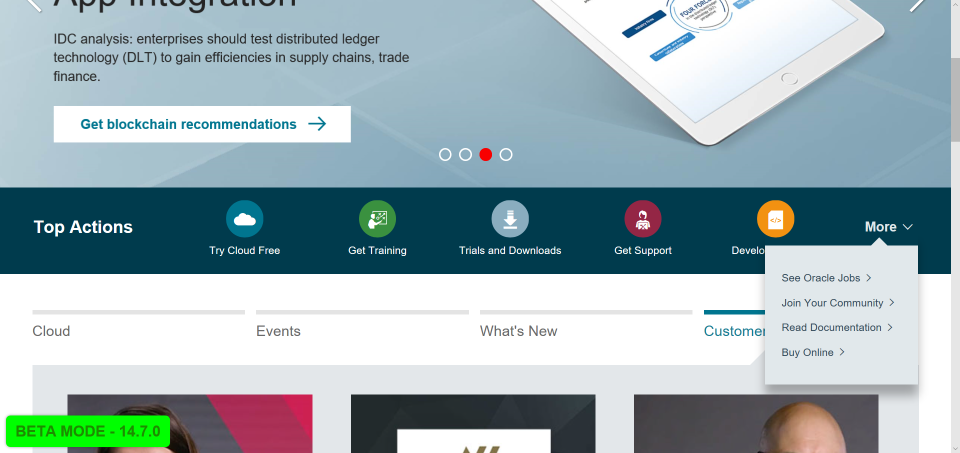 App Integration
IDC analysis: enterprises should test distributed ledger
technology (DLT) to gain efficiencies in supply chains, trade
finance.
Get blockchain recommendations
YOUR FORCES
Top Actions
Try Cloud Free
Get Training
Trials and Downloads
Get Support
Develo
More
See Oracle Jobs
Join Your Community
Read Documentation
Buy Online
Cloud
Events
What's New
Customer
BETA MODE - 14.7.0